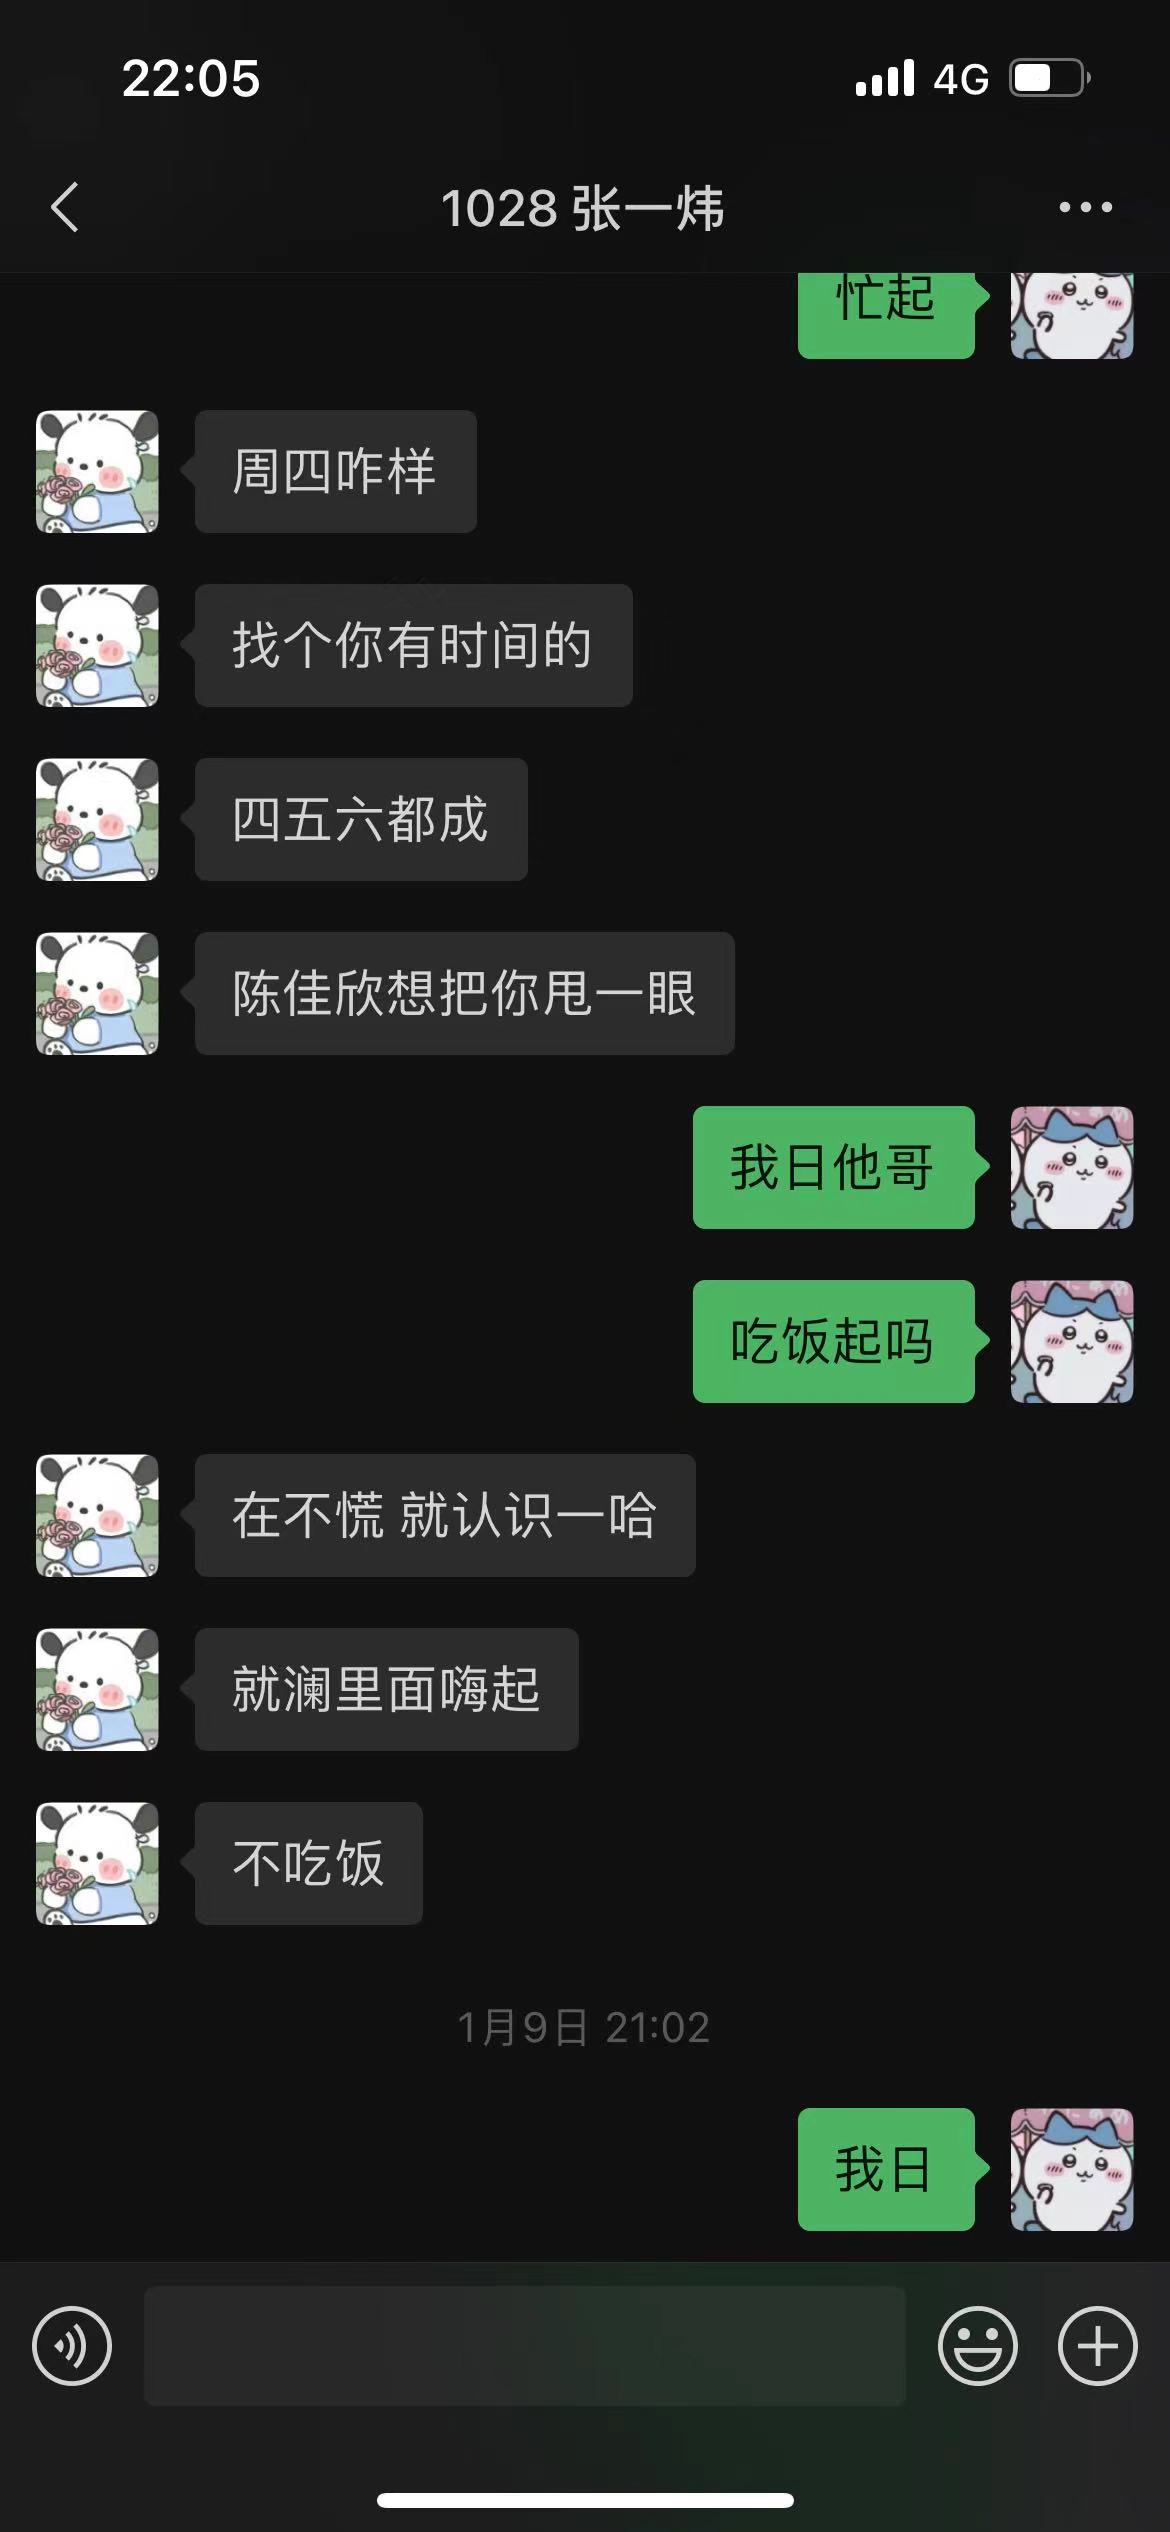 22:05
4G
1028 张一炜
忙起
周四咋样
找个你有时间的
四五六都成
陈佳欣想把你甩一眼
我日他哥
吃饭起吗
在不慌 就认识一哈
就澜里面嗨起
不吃饭
1月9日 21:02
我日